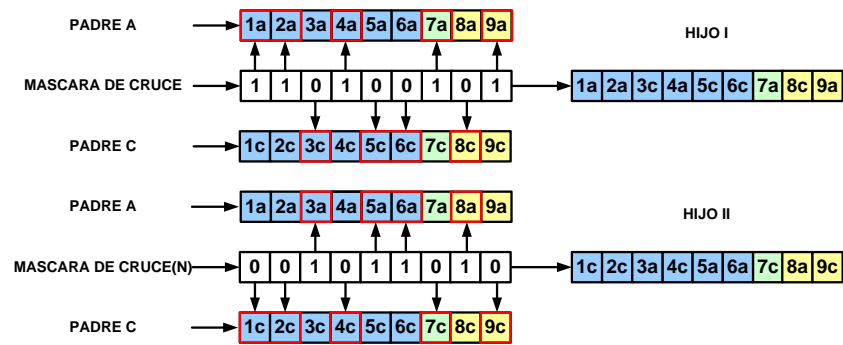 PADRE A 1a 2a 3a 4a 5a 6a 7a 8a 9a
HIJO I
MASCARA DE CRUCE 1 1 0 1 0 0 1 0 1 1a 2a 3c 4a 5c 6c 7a 8c 9a
PADRE C 1c 2c 3c 4c 5c 6c 7c 8c 9c
PADRE A 1a 2a 3a 4a 5a 6a 7a 8a 9a
HIJO II
MASCARA DE CRUCE(N) 0 0 1 0 1 1 0 1 0 1c 2c 3a 4c 5a 6a 7c 8a 9c
PADRE C 1c 2c 3c 4c 5c 6c 7c 8c 9c